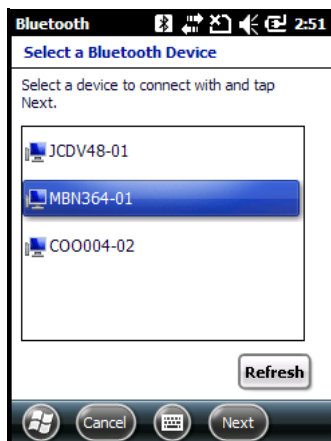 Bluetooth 2:51
Select a Bluetooth Device
Select a device to connect with and tap
Next.
JCDV48-01
MBN364-01
COO004-02
Refresh
Cancel Next